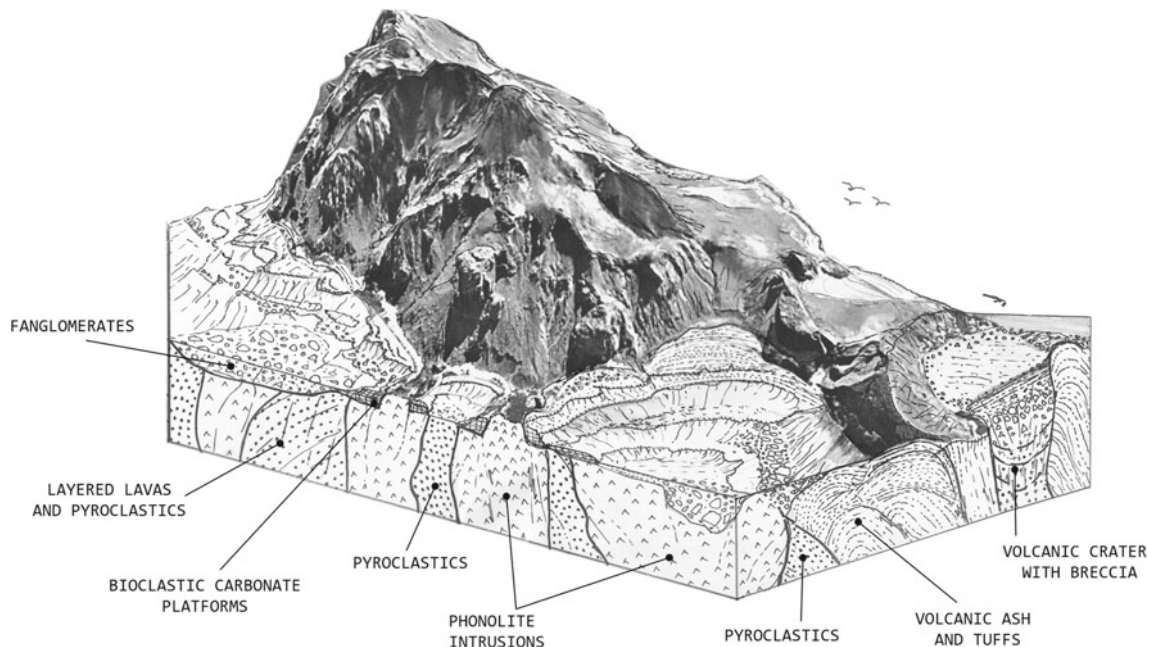 FANGLOMERATES
LAYERED LAVAS
AND PYROCLASTICS
BIOCLASTIC CARBONATE
PLATFORMS
PYROCLASTICS
PHONOLITE
INTRUSIONS
PYROCLASTICS
VOLCANIC ASH
AND TUFFS
VOLCANIC CRATER
WITH BRECCIA